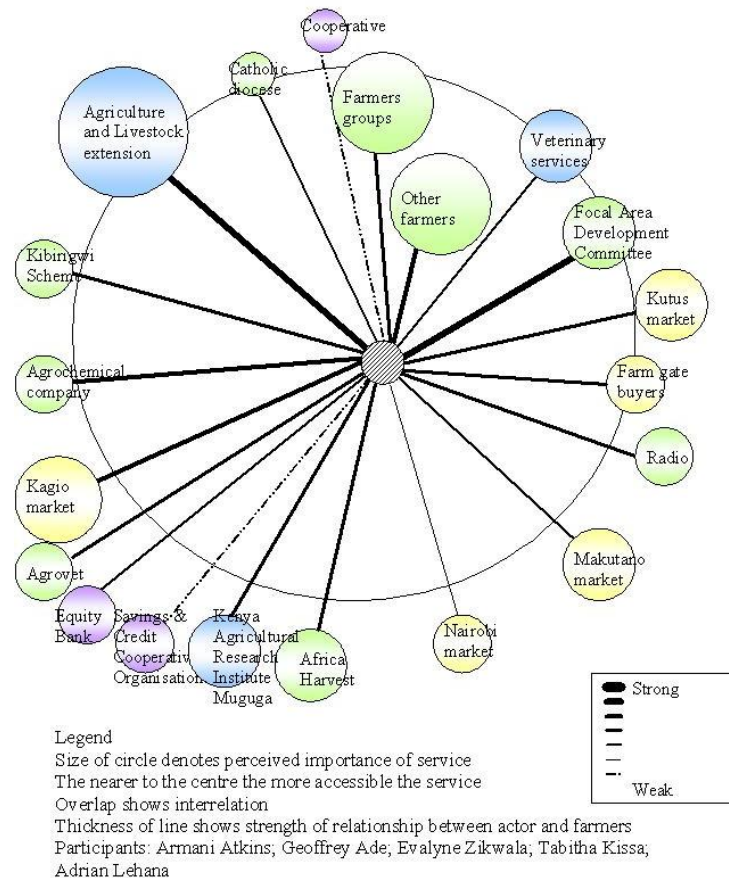 Cooperative
Catholic
diocese
Agriculture
and Livestock
extension
Farmers
groups
Veterinary
services
Other
farmers
Focal Area
Development
Committee
Kibirigwi
Scheme
Kutus
market
Agrochemical
company
Farm gate
buyers
Radio
Kagio
market
Agrovet
Makutano
market
Equity
Bank
Savings &
Credit
Cooperative
Organisation
Kenya
Agricultural
Research
Institute
Muguga
Africa
Harvest
Nairobi
market
Strong
Weak
Legend
Size of circle denotes perceived importance of service
The nearer to the centre the more accessible the service
Overlap shows interrelation
Thickness of line shows strength of relationship between actor and farmers
Participants: Armani Atkins; Geoffrey Ade; Evalyne Zikwala; Tabitha Kissa;
Adrian Lehana